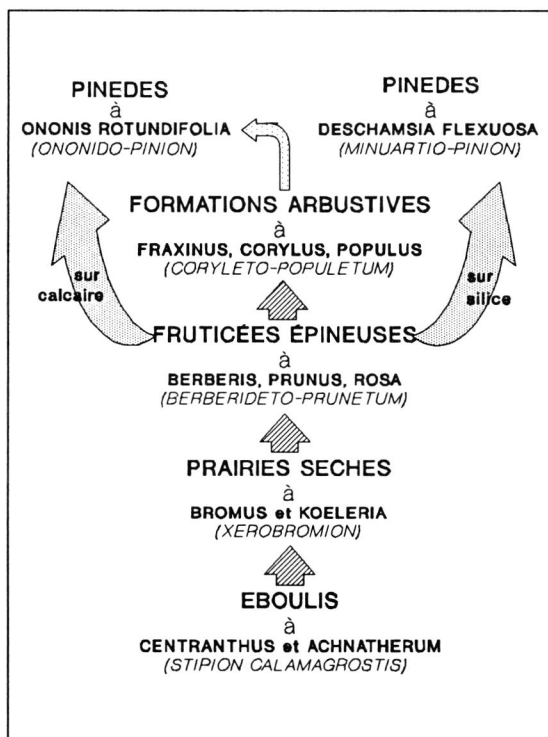 PINEDES
à
ONONIS ROTUNDIFOLIA
(ONONIDO-PINION)
PINEDES
à
DESCHAMSIA FLEXUOSA
(MINUARTIO-PINION)
FORMATIONS ARBUSTIVES
à
FRAXINUS, CORYLUS, POPULUS
(CORYLETO-POPULETUM)
sur
calcaire
sur
silice
FRUTICÉES ÉPINEUSES
à
BERBERIS, PRUNUS, ROSA
(BERBERIDETO-PRUNETUM)
PRAIRIES SECHES
à
BROMUS et KOELERIA
(XEROBROMION)
EBOULIS
à
CENTRANTHUS et ACHNATHERUM
(STIPION CALAMAGROSTIS)